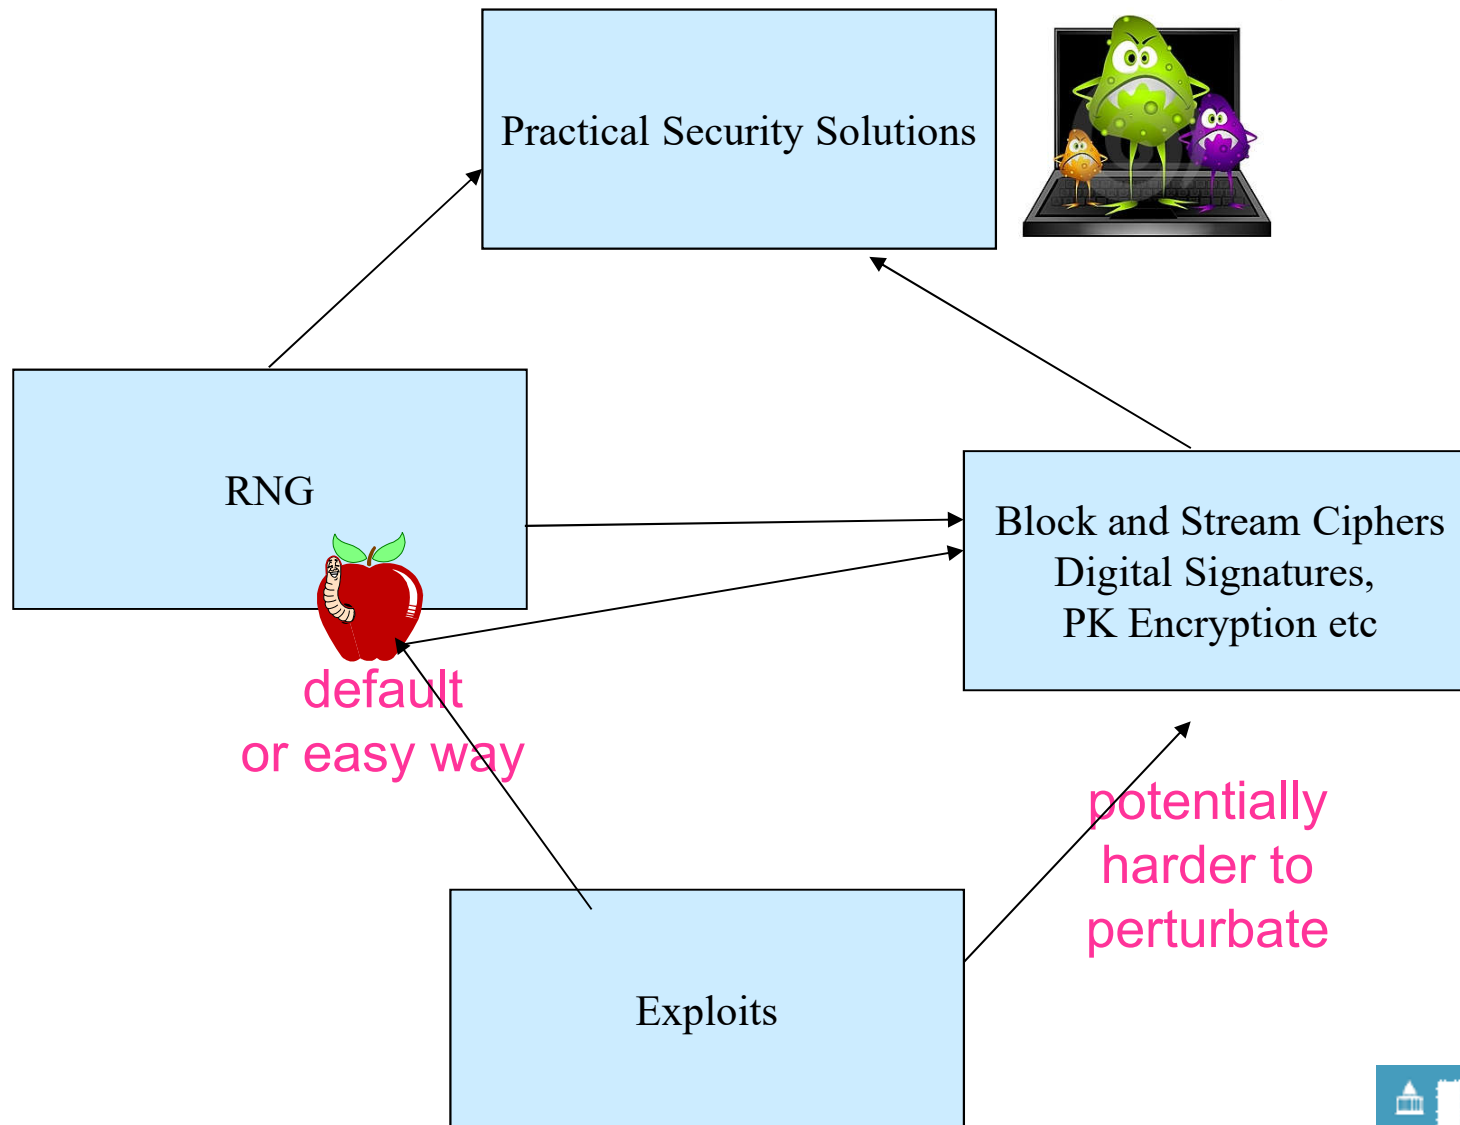 Practical Security Solutions
RNG
Block and Stream Ciphers
Digital Signatures,
PK Encryption etc
default
or easy way
potentially
harder to
perturbate
Exploits